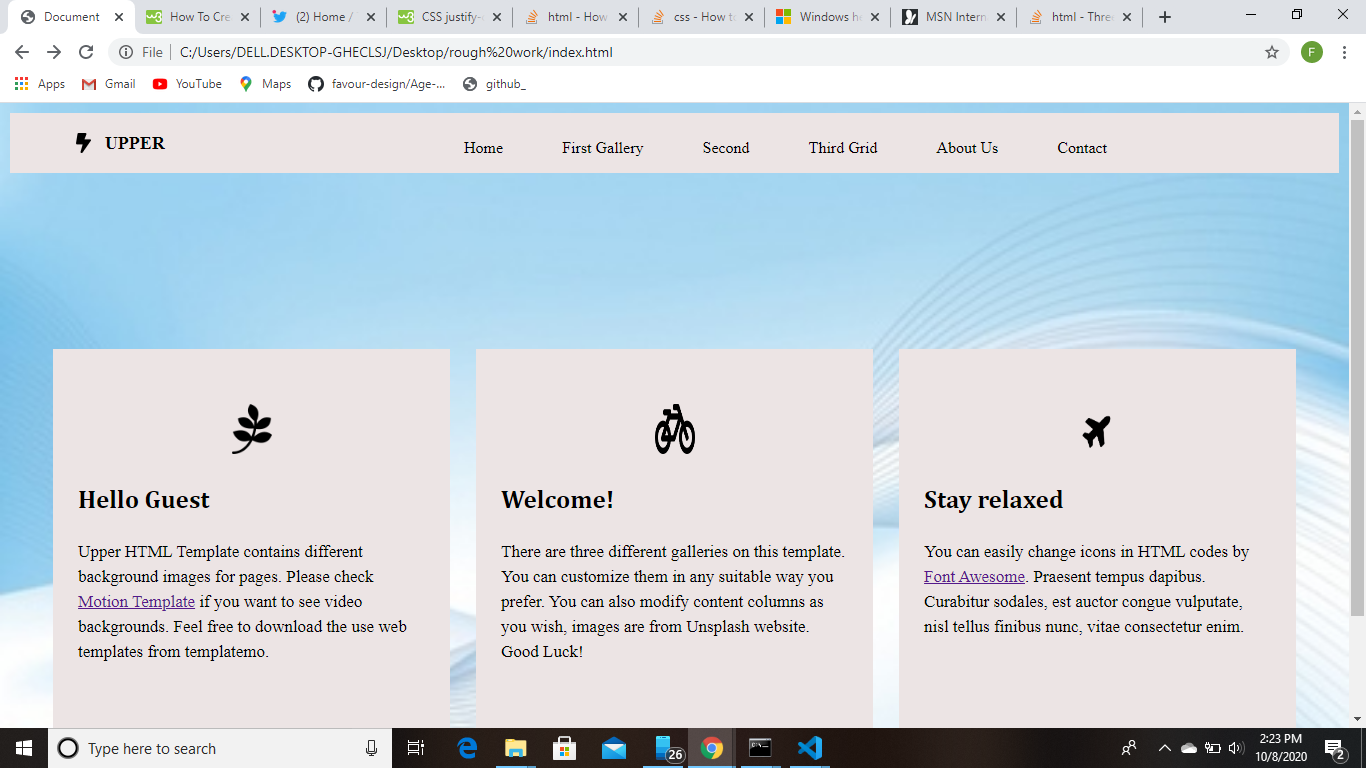 Document
How To Cre
(2) Home /
CSS justify-
html - How
css - How to
Windows he
MSN Intern
html - Thre
File
C:/Users/DELL.DESKTOP-GHECLSJ/Desktop/rough%20work/index.html
F
Apps
Gmail
YouTube
Maps
favour-design/Age-...
github_
UPPER
Home
First Gallery
Second
Third Grid
About Us
Contact
Hello Guest
Upper HTML Template contains different
background images for pages. Please check
Motion Template if you want to see video
backgrounds. Feel free to download the use web
templates from templatemo.
Welcome!
There are three different galleries on this template.
You can customize them in any suitable way you
prefer. You can also modify content columns as
you wish, images are from Unsplash website.
Good Luck!
Stay relaxed
You can easily change icons in HTML codes by
Font Awesome. Praesent tempus dapibus.
Curabitur sodales, est auctor congue vulputate,
nisl tellus finibus nunc, vitae consectetur enim.
Type here to search
26
2:23 PM
10/8/2020
2